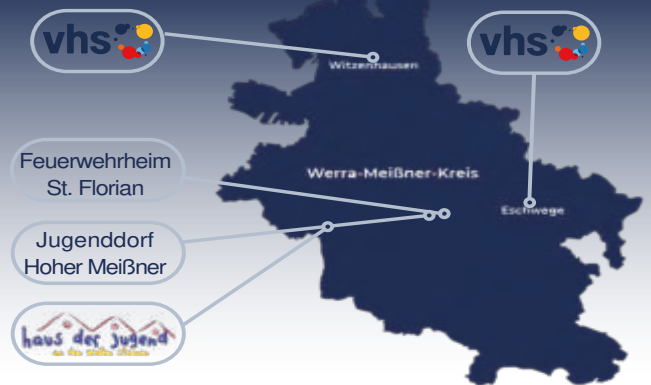 vhs
vhs
Witzenhausen
Feuerwehrheim
St. Florian
Werra-Meißner-Kreis
Eschwege
Jugenddorf
Hoher Meißner
haus der jugend